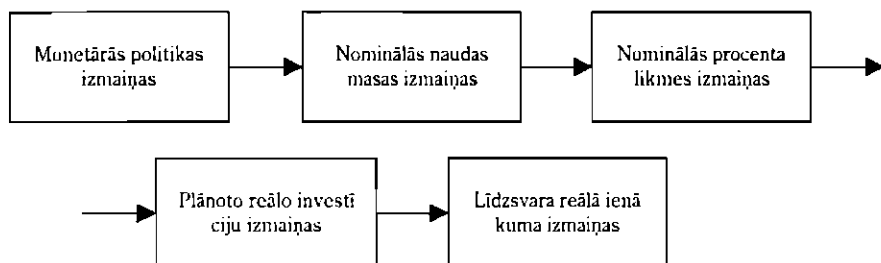 Monetārās politikas
izmaiņas
Nominālās naudas
masas izmaiņas
Nominālās procenta
likmes izmaiņas
Plānoto reālo investī
ciju izmaiņas
Līdzsvara reālā ienā
kuma izmaiņas